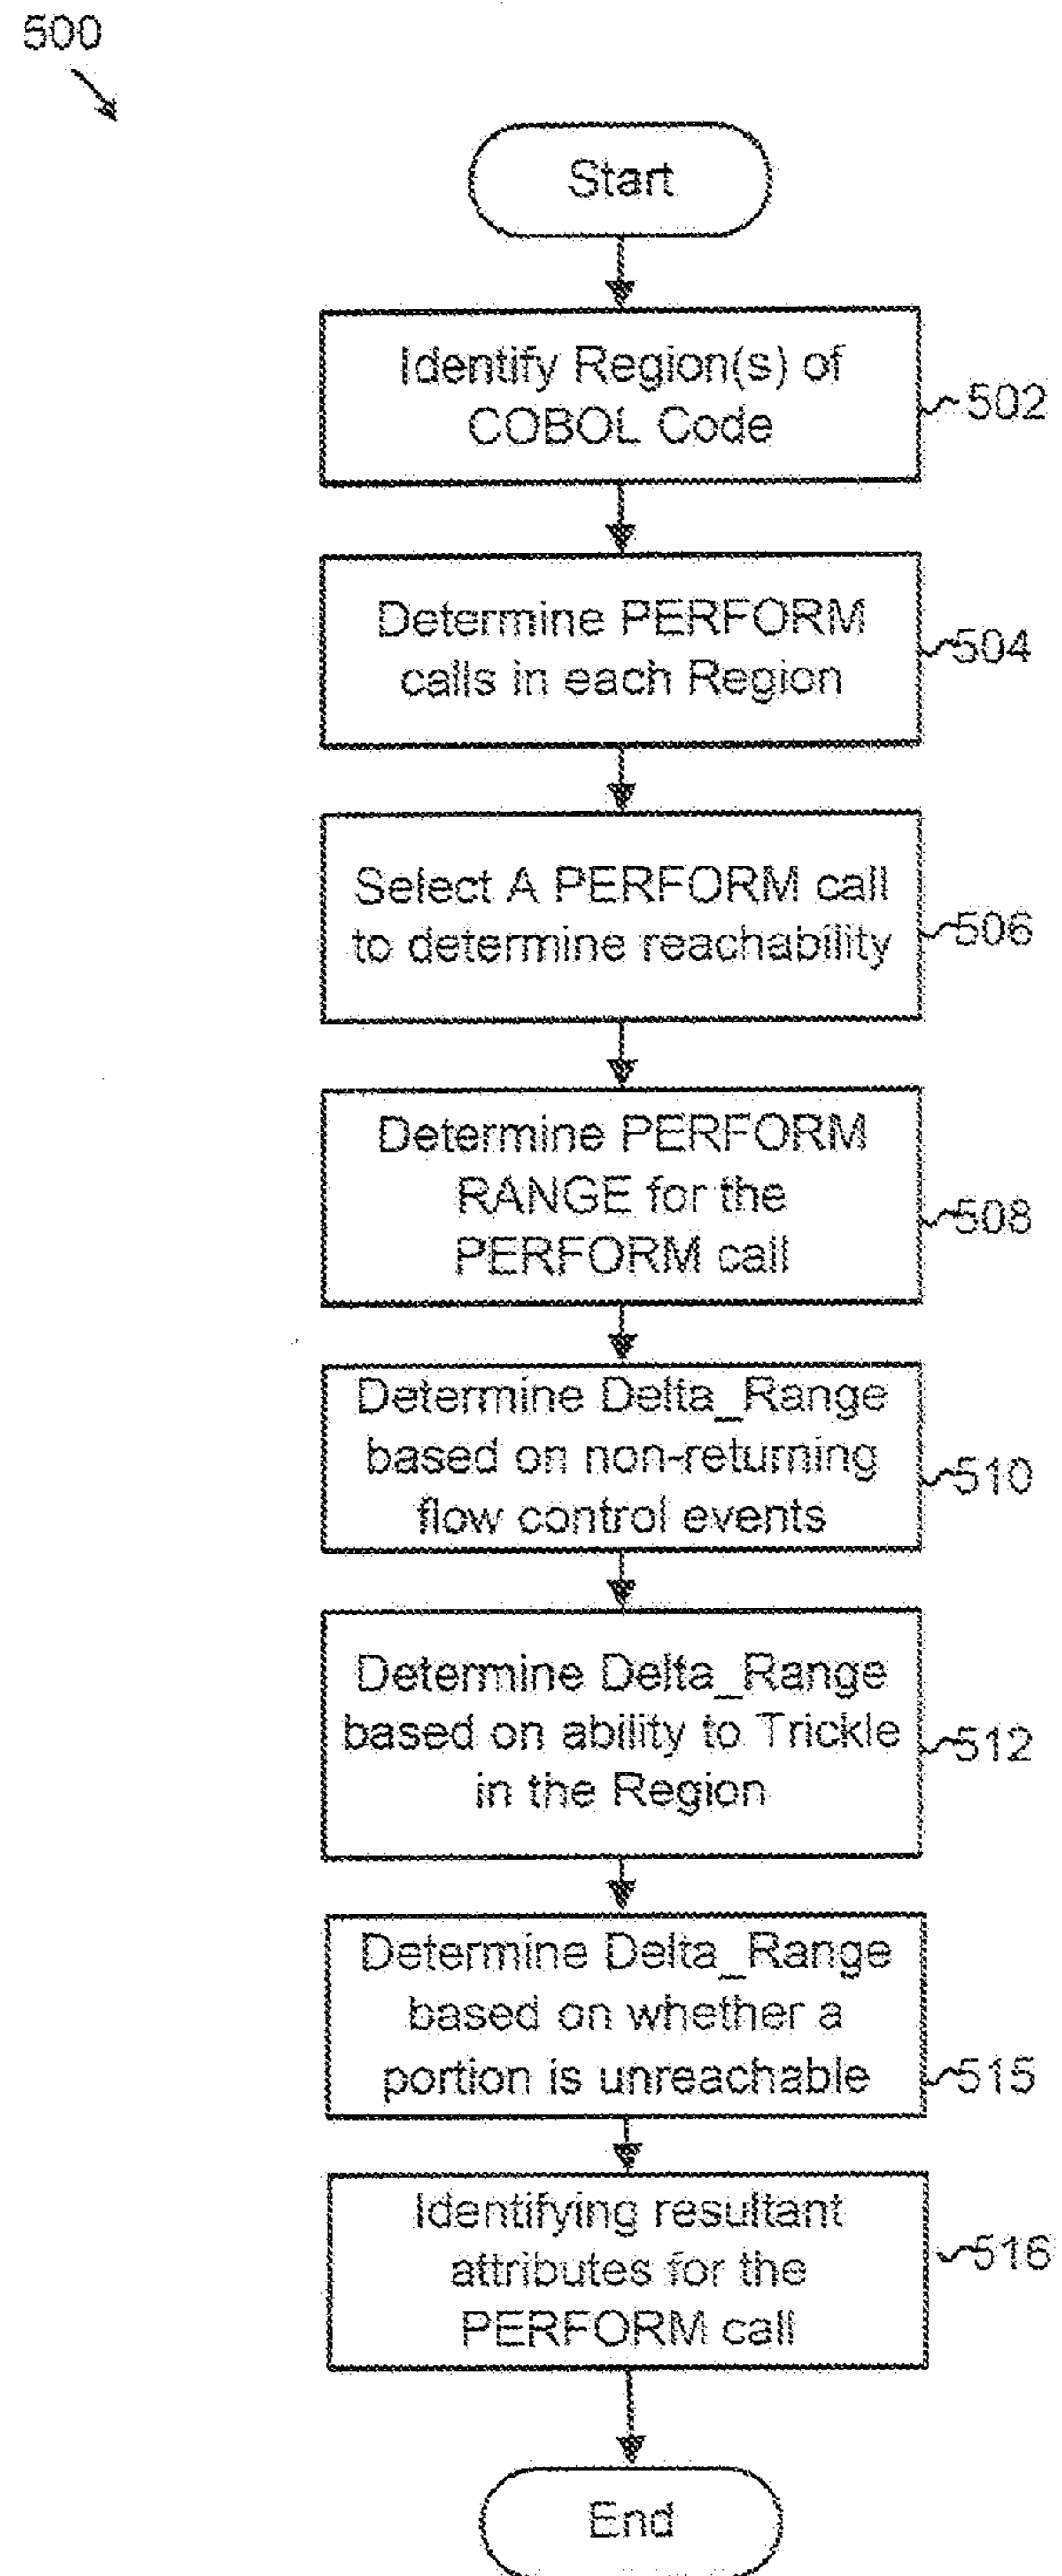 500
Start
Identify Region(s) of
COBOL Code
502
Determine PERFORM
calls in each Region
504
Select A PERFORM call
to determine reachability
506
Determine PERFORM
RANGE for the
PERFORM call
508
Determine Delta_Range
based on non-returning
flow control events
510
Determine Delta_Range
based on ability to Trickle
in the Region
512
Determine Delta_Range
based on whether a
portion is unreachable
515
Identifying resultant
attributes for the
PERFORM call
516
End